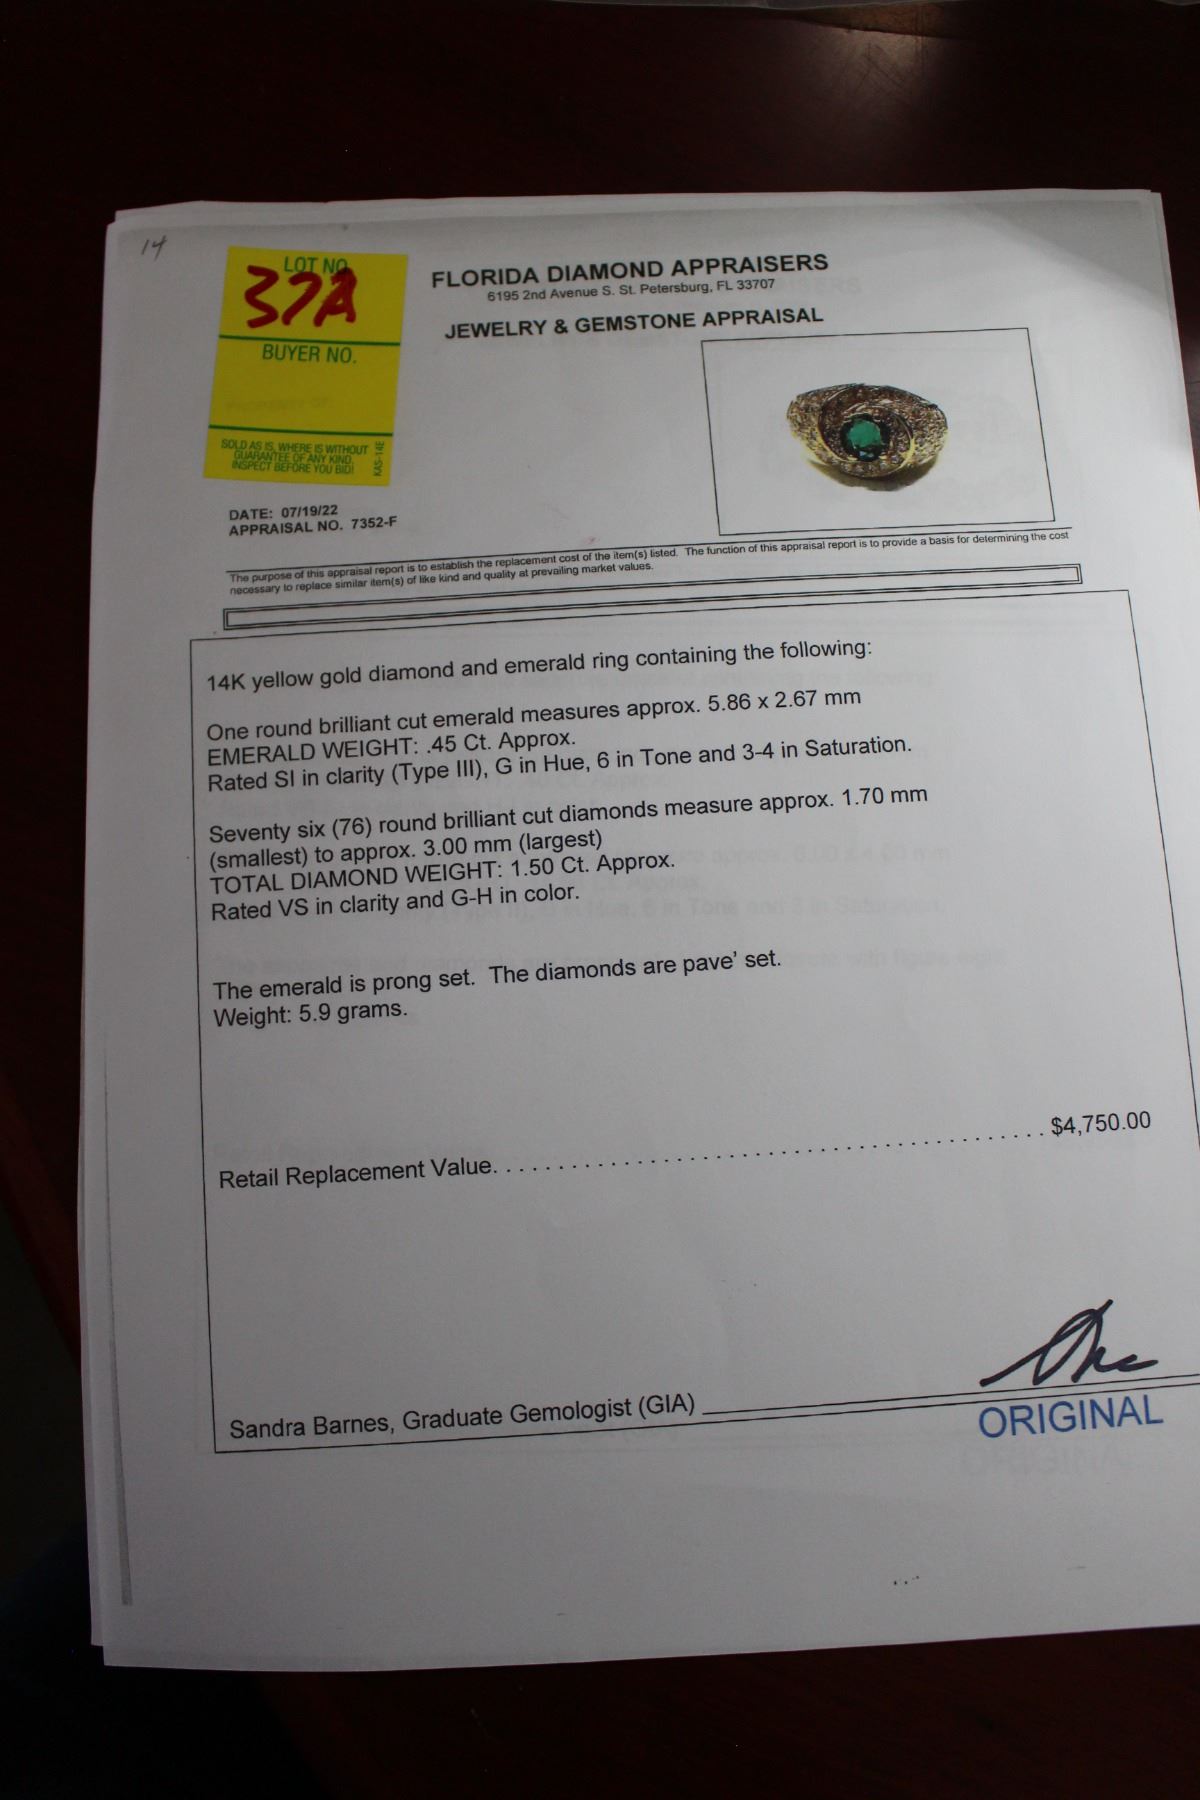 14
LOT NO.
37A
BUYER NO.
SOLD AS IS, WHERE IS WITHOUT
GUARANTEE OF ANY KIND.
INSPECT BEFORE YOU BID!
KAS-14E
FLORIDA DIAMOND APPRAISERS
6195 2nd Avenue S. St. Petersburg, FL 33707
JEWELRY & GEMSTONE APPRAISAL
DATE: 07/19/22
APPRAISAL NO. 7352-F
The purpose of this appraisal report is to establish the replacement cost of the item(s) listed. The function of this appraisal report is to provide a basis for determining the cost
necessary to replace similar item(s) of like kind and quality at prevailing market values.
14K yellow gold diamond and emerald ring containing the following:
One round brilliant cut emerald measures approx. 5.86 x 2.67 mm
EMERALD WEIGHT: .45 Ct. Approx.
Rated SI in clarity (Type III), G in Hue, 6 in Tone and 3-4 in Saturation.
Seventy six (76) round brilliant cut diamonds measure approx. 1.70 mm
(smallest) to approx. 3.00 mm (largest)
TOTAL DIAMOND WEIGHT: 1.50 Ct. Approx.
Rated VS in clarity and G-H in color.
The emerald is prong set. The diamonds are pave' set.
Weight: 5.9 grams.
Retail Replacement Value. . . . . . . . . . . . . . . . . . . . . . . . . . . . . . . . . . . $4,750.00
Sandra Barnes, Graduate Gemologist (GIA)
ORIGINAL